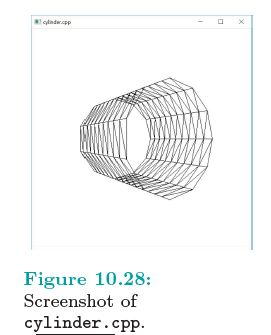 cylinder.cpp
Figure 10.28:
Screenshot of
cylinder.cpp.